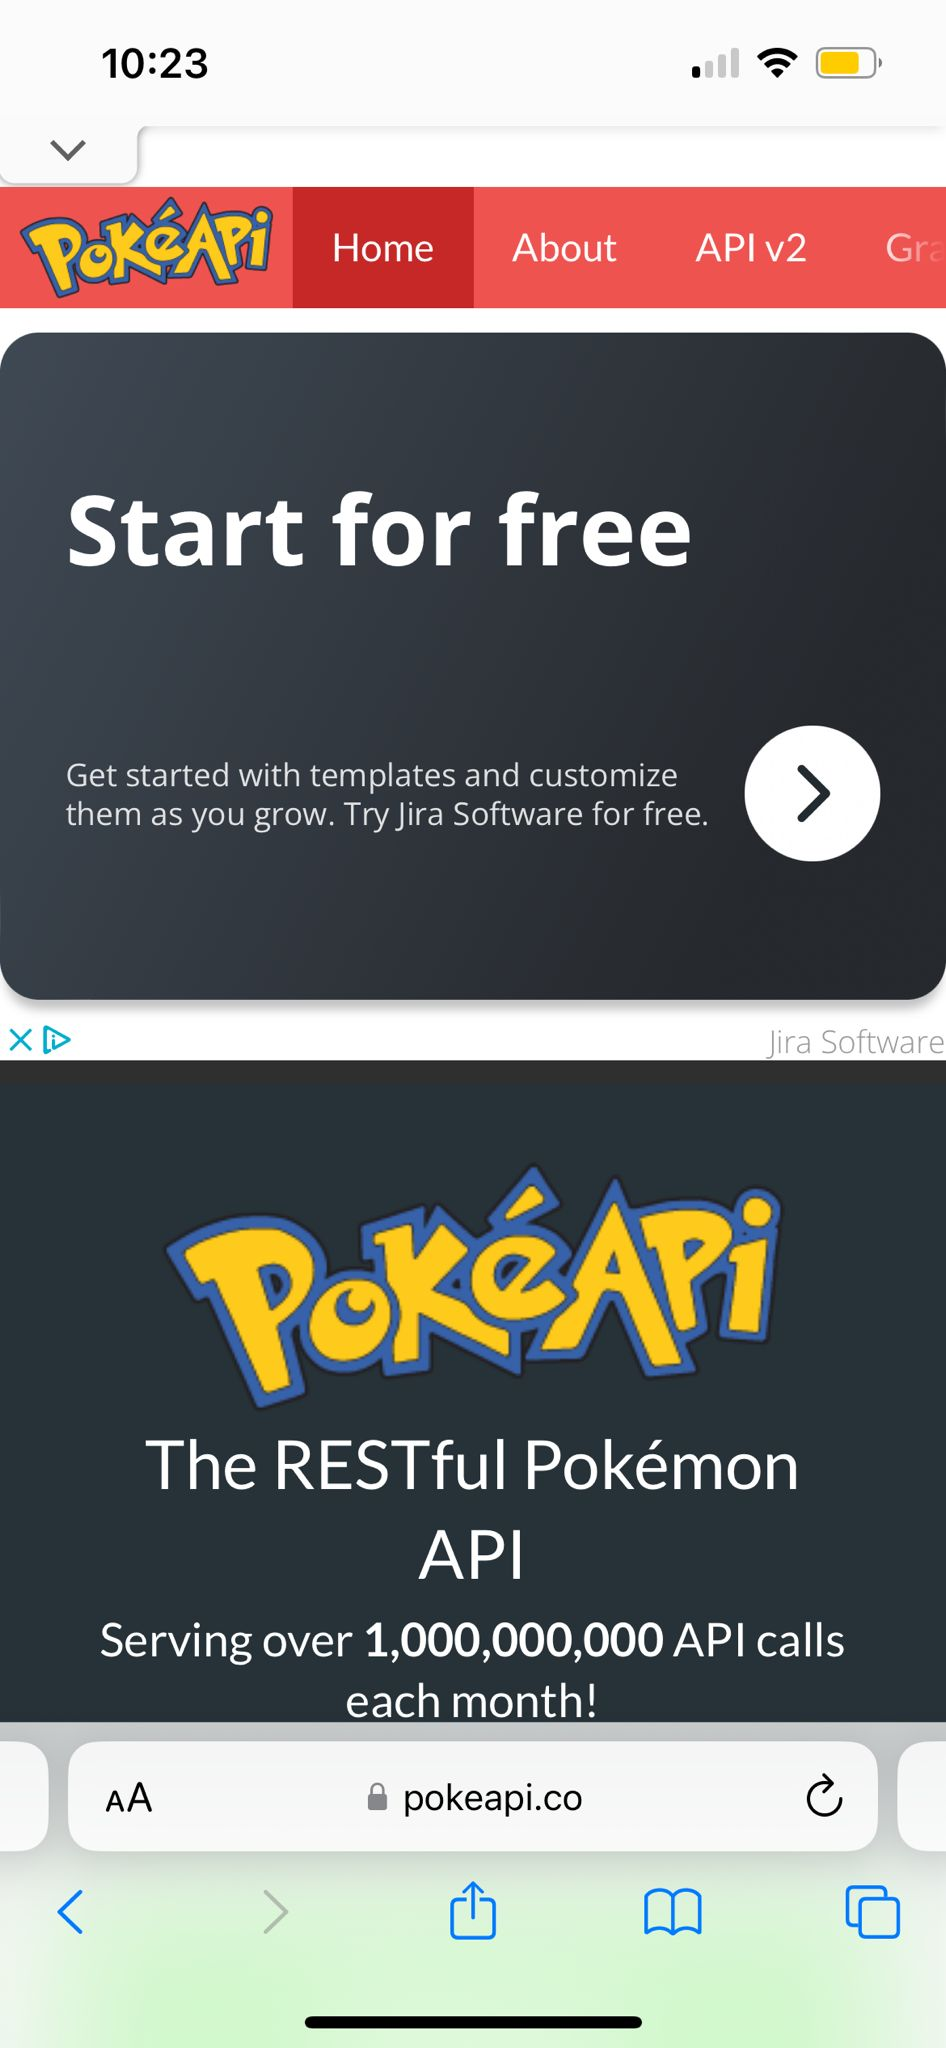 10:23
PokéAPi
Home
About
API v2
Gra
Start for free
Get started with templates and customize
them as you grow. Try Jira Software for free.
Jira Software
PokéAPi
The RESTful Pokémon
API
Serving over 1,000,000,000 API calls
each month!
AA
pokeapi.co